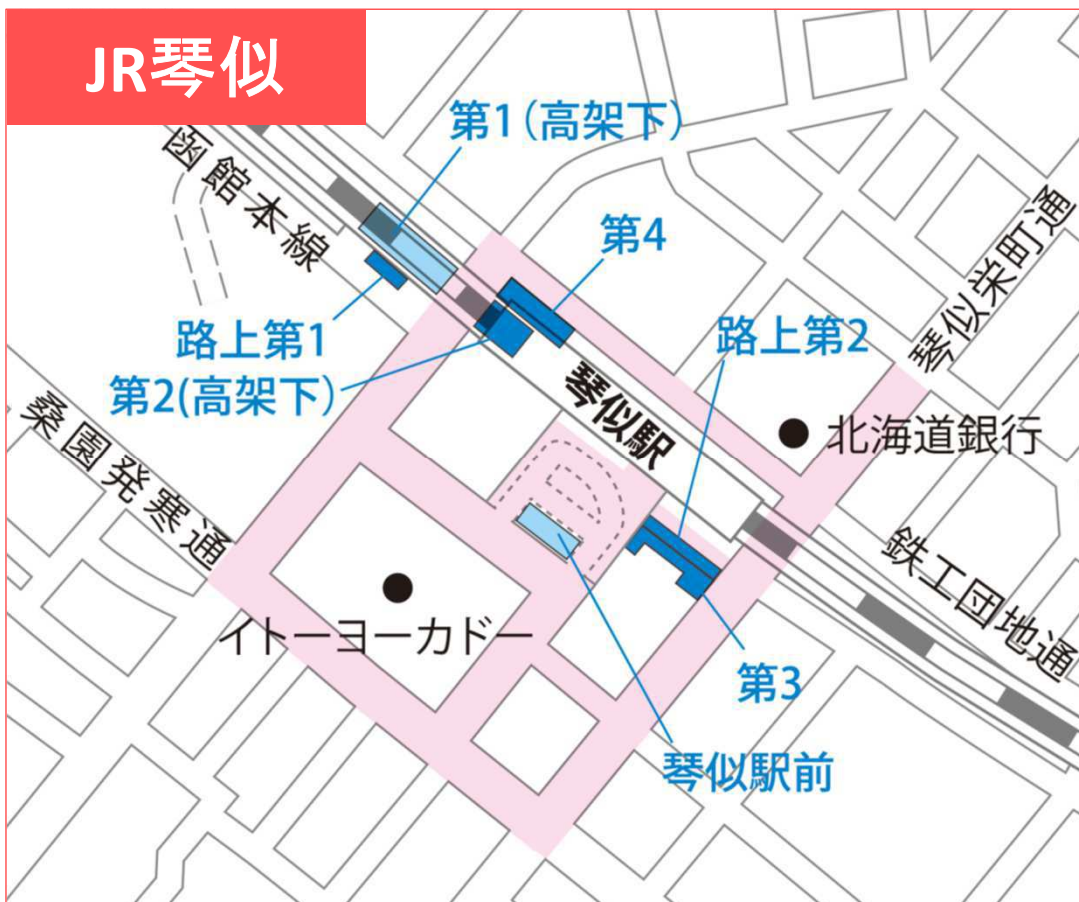 JR琴似
第1（高架下）
函館本線
第4
琴似栄町通
路上第1
路上第2
第2(高架下）
琴似駅
北海道銀行
桑園発寒通
鉄工団地通
イトーヨーカドー
第3
琴似駅前